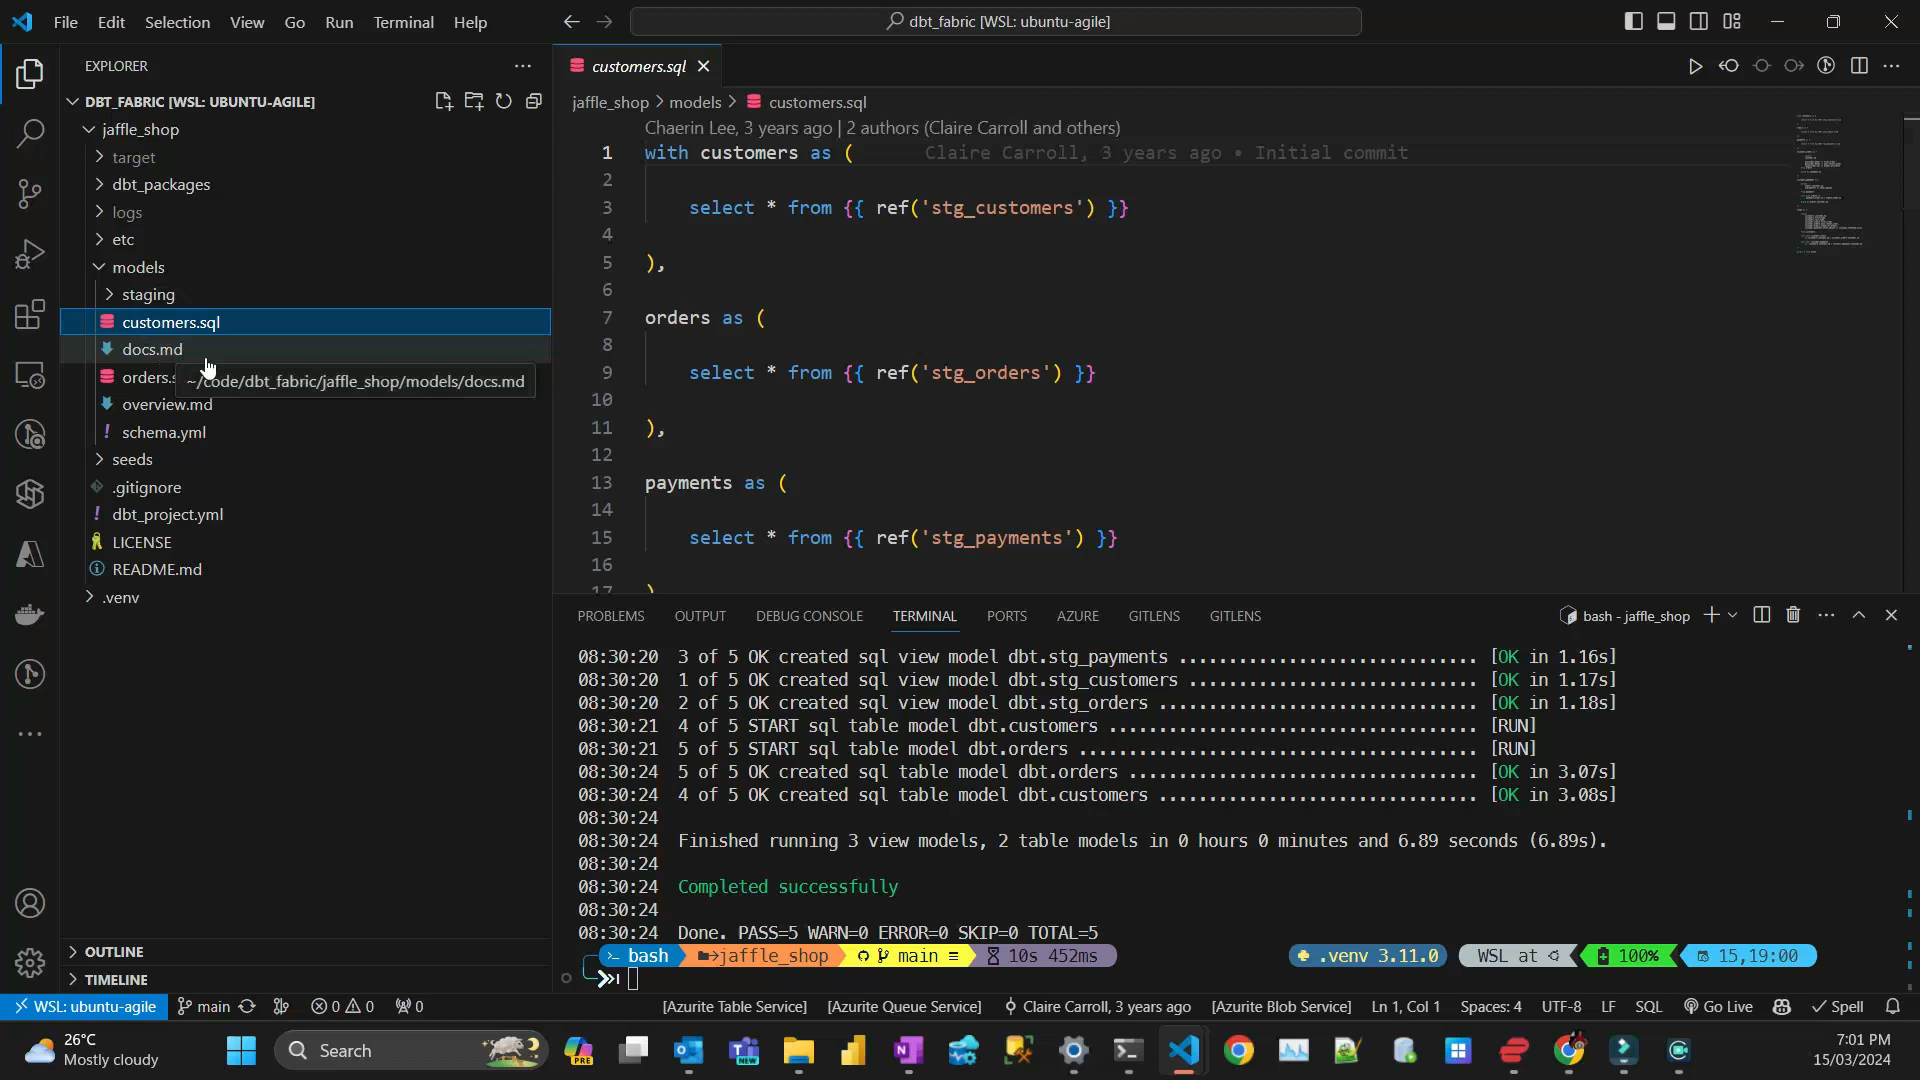 File Edit Selection View Go Run Terminal Help
dbt_fabric [WSL: ubuntu-agile]
EXPLORER
DBT_FABRIC [WSL: UBUNTU-AGILE]
jaffle_shop
target
dbt_packages
logs
etc
models
staging
customers.sql
docs.md
orders.s
~/code/dbt_fabric/jaffle_shop/models/docs.md
overview.md
schema.yml
seeds
.gitignore
dbt_project.yml
LICENSE
README.md
.venv
OUTLINE
TIMELINE
customers.sql
jaffle_shop > models > customers.sql
Chaerin Lee, 3 years ago | 2 authors (Claire Carroll and others)
1 with customers as ( Claire Carroll, 3 years ago • Initial commit
2
3 select * from {{ ref('stg_customers') }}
4
5 ),
6
7 orders as (
8
9 select * from {{ ref('stg_orders') }}
10
11 ),
12
13 payments as (
14
15 select * from {{ ref('stg_payments') }}
16
17 )
PROBLEMS OUTPUT DEBUG CONSOLE TERMINAL PORTS AZURE GITLENS GITLENS bash - jaffle_shop
08:30:20 3 of 5 OK created sql view model dbt.stg_payments ............................. [OK in 1.16s]
08:30:20 1 of 5 OK created sql view model dbt.stg_customers ............................ [OK in 1.17s]
08:30:20 2 of 5 OK created sql view model dbt.stg_orders ............................... [OK in 1.18s]
08:30:21 4 of 5 START sql table model dbt.customers .................................... [RUN]
08:30:21 5 of 5 START sql table model dbt.orders ....................................... [RUN]
08:30:24 5 of 5 OK created sql table model dbt.orders .................................. [OK in 3.07s]
08:30:24 4 of 5 OK created sql table model dbt.customers ............................... [OK in 3.08s]
08:30:24
08:30:24 Finished running 3 view models, 2 table models in 0 hours 0 minutes and 6.89 seconds (6.89s).
08:30:24
08:30:24 Completed successfully
08:30:24
08:30:24 Done. PASS=5 WARN=0 ERROR=0 SKIP=0 TOTAL=5
bash jaffle_shop main ≡ 10s 452ms .venv 3.11.0 WSL at 100% 15,19:00
WSL: ubuntu-agile main 0 0 0 [Azurite Table Service] [Azurite Queue Service] Claire Carroll, 3 years ago [Azurite Blob Service] Ln 1, Col 1 Spaces: 4 UTF-8 LF SQL Go Live Spell
26°C
Mostly cloudy
Search
PRE
NEW
7:01 PM
15/03/2024